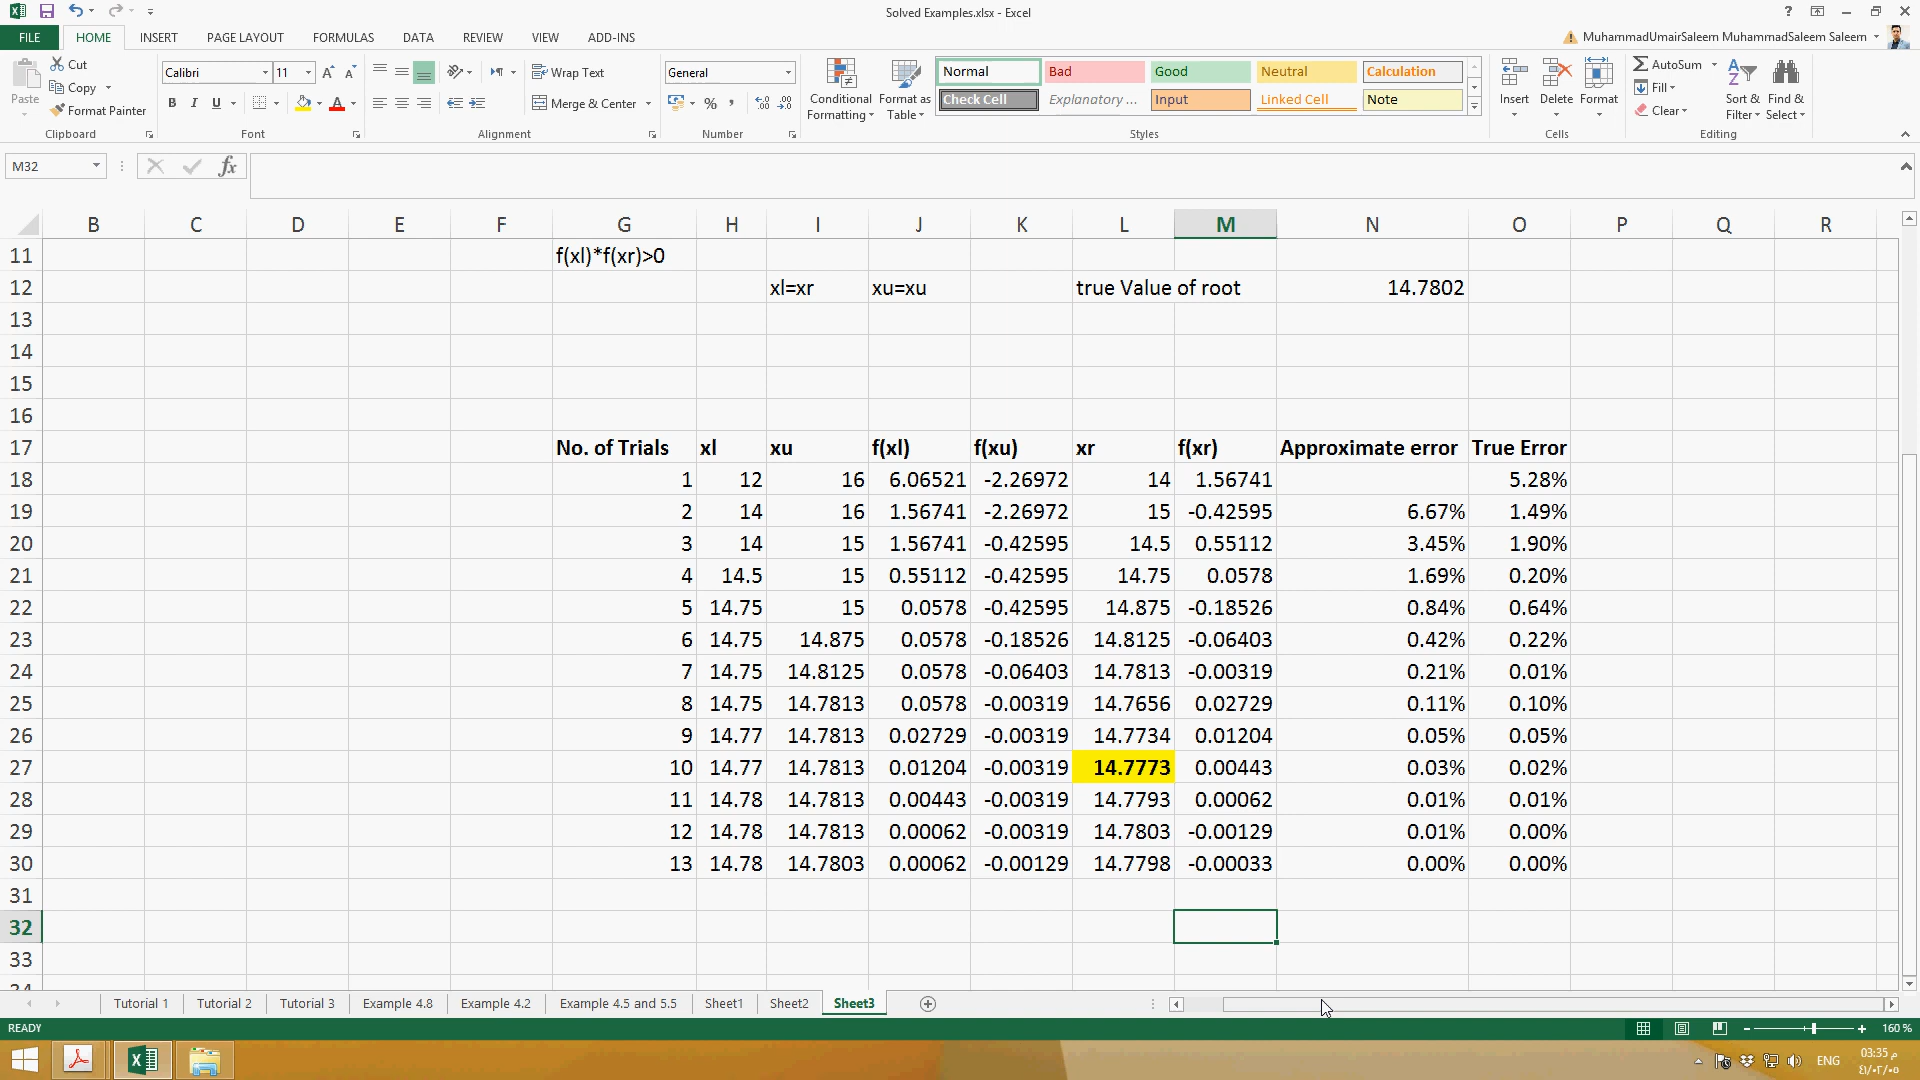 Solved Examples.xlsx - Excel
FILE HOME INSERT PAGE LAYOUT FORMULAS DATA REVIEW VIEW ADD-INS MuhammadUmairSaleem MuhammadSaleem Saleem
Paste Cut Copy Format Painter Clipboard
Calibri 11 B I U A Font
Wrap Text Merge & Center Alignment
General % , Number
Conditional Formatting Format as Table
Normal Bad Good Neutral Calculation
Check Cell Explanatory ... Input Linked Cell Note
Styles
Insert Delete Format Cells
AutoSum Fill Clear Sort & Filter Find & Select Editing
M32 fx
B C D E F G H I J K L M N O P Q R
11 f(xl)*f(xr)>0
12 xl=xr xu=xu true Value of root 14.7802
13
14
15
16
17 No. of Trials xl xu f(xl) f(xu) xr f(xr) Approximate error True Error
18 1 12 16 6.06521 -2.26972 14 1.56741 5.28%
19 2 14 16 1.56741 -2.26972 15 -0.42595 6.67% 1.49%
20 3 14 15 1.56741 -0.42595 14.5 0.55112 3.45% 1.90%
21 4 14.5 15 0.55112 -0.42595 14.75 0.0578 1.69% 0.20%
22 5 14.75 15 0.0578 -0.42595 14.875 -0.18526 0.84% 0.64%
23 6 14.75 14.875 0.0578 -0.18526 14.8125 -0.06403 0.42% 0.22%
24 7 14.75 14.8125 0.0578 -0.06403 14.7813 -0.00319 0.21% 0.01%
25 8 14.75 14.7813 0.0578 -0.00319 14.7656 0.02729 0.11% 0.10%
26 9 14.77 14.7813 0.02729 -0.00319 14.7734 0.01204 0.05% 0.05%
27 10 14.77 14.7813 0.01204 -0.00319 14.7773 0.00443 0.03% 0.02%
28 11 14.78 14.7813 0.00443 -0.00319 14.7793 0.00062 0.01% 0.01%
29 12 14.78 14.7813 0.00062 -0.00319 14.7803 -0.00129 0.01% 0.00%
30 13 14.78 14.7803 0.00062 -0.00129 14.7798 -0.00033 0.00% 0.00%
31
32
33
Tutorial 1 Tutorial 2 Tutorial 3 Example 4.8 Example 4.2 Example 4.5 and 5.5 Sheet1 Sheet2 Sheet3
READY 160 %
ENG 03:35 م